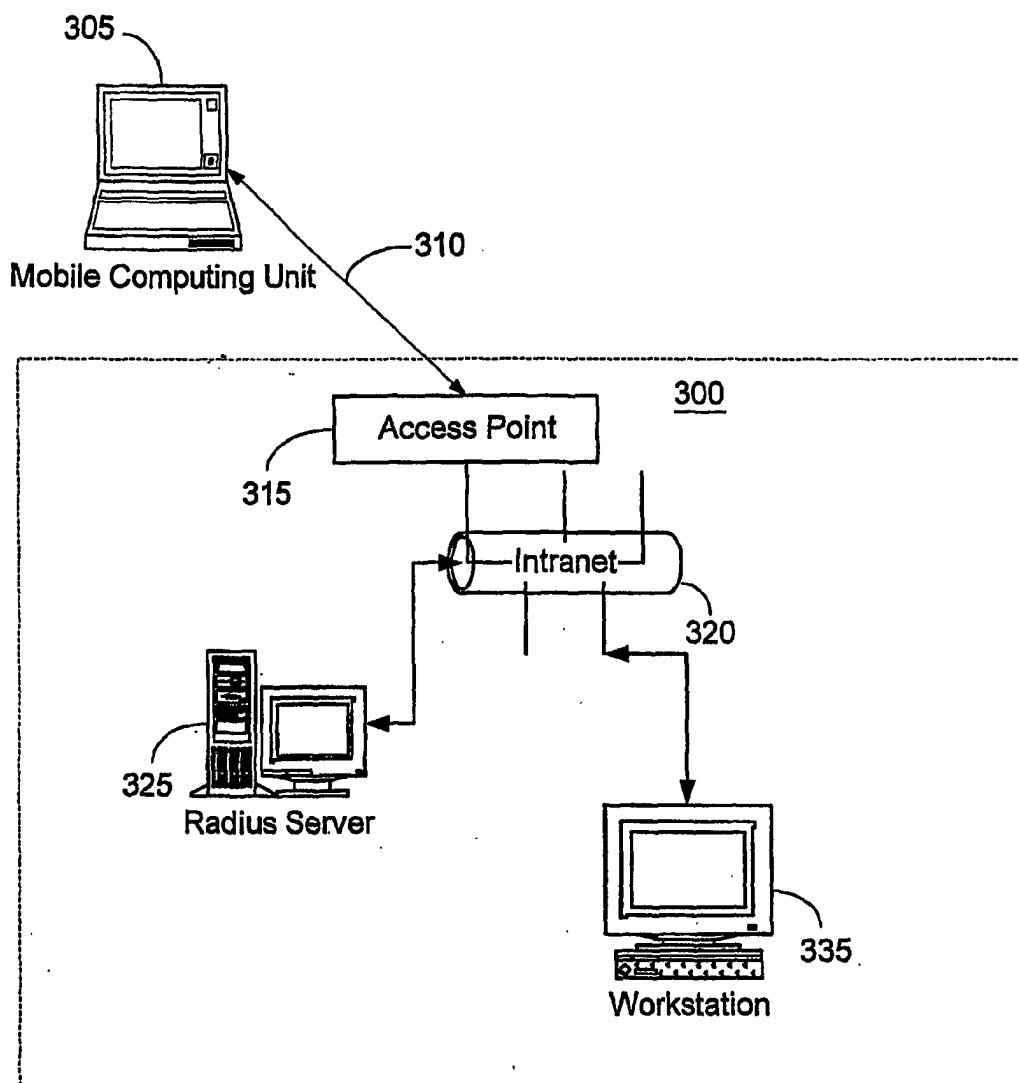 305
310
Mobile Computing Unit
300
Access Point
315
Intranet
320
325
Radius Server
335
Workstation